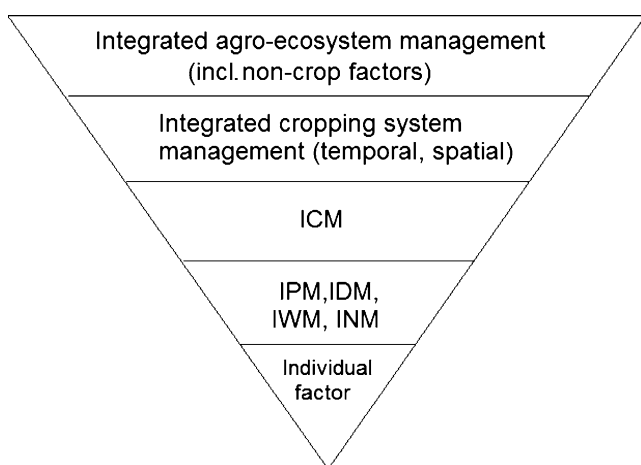 Integrated agro-ecosystem management
(incl. non-crop factors)
Integrated cropping system
management (temporal, spatial)
ICM
IPM,IDM,
IWM, INM
Individual
factor